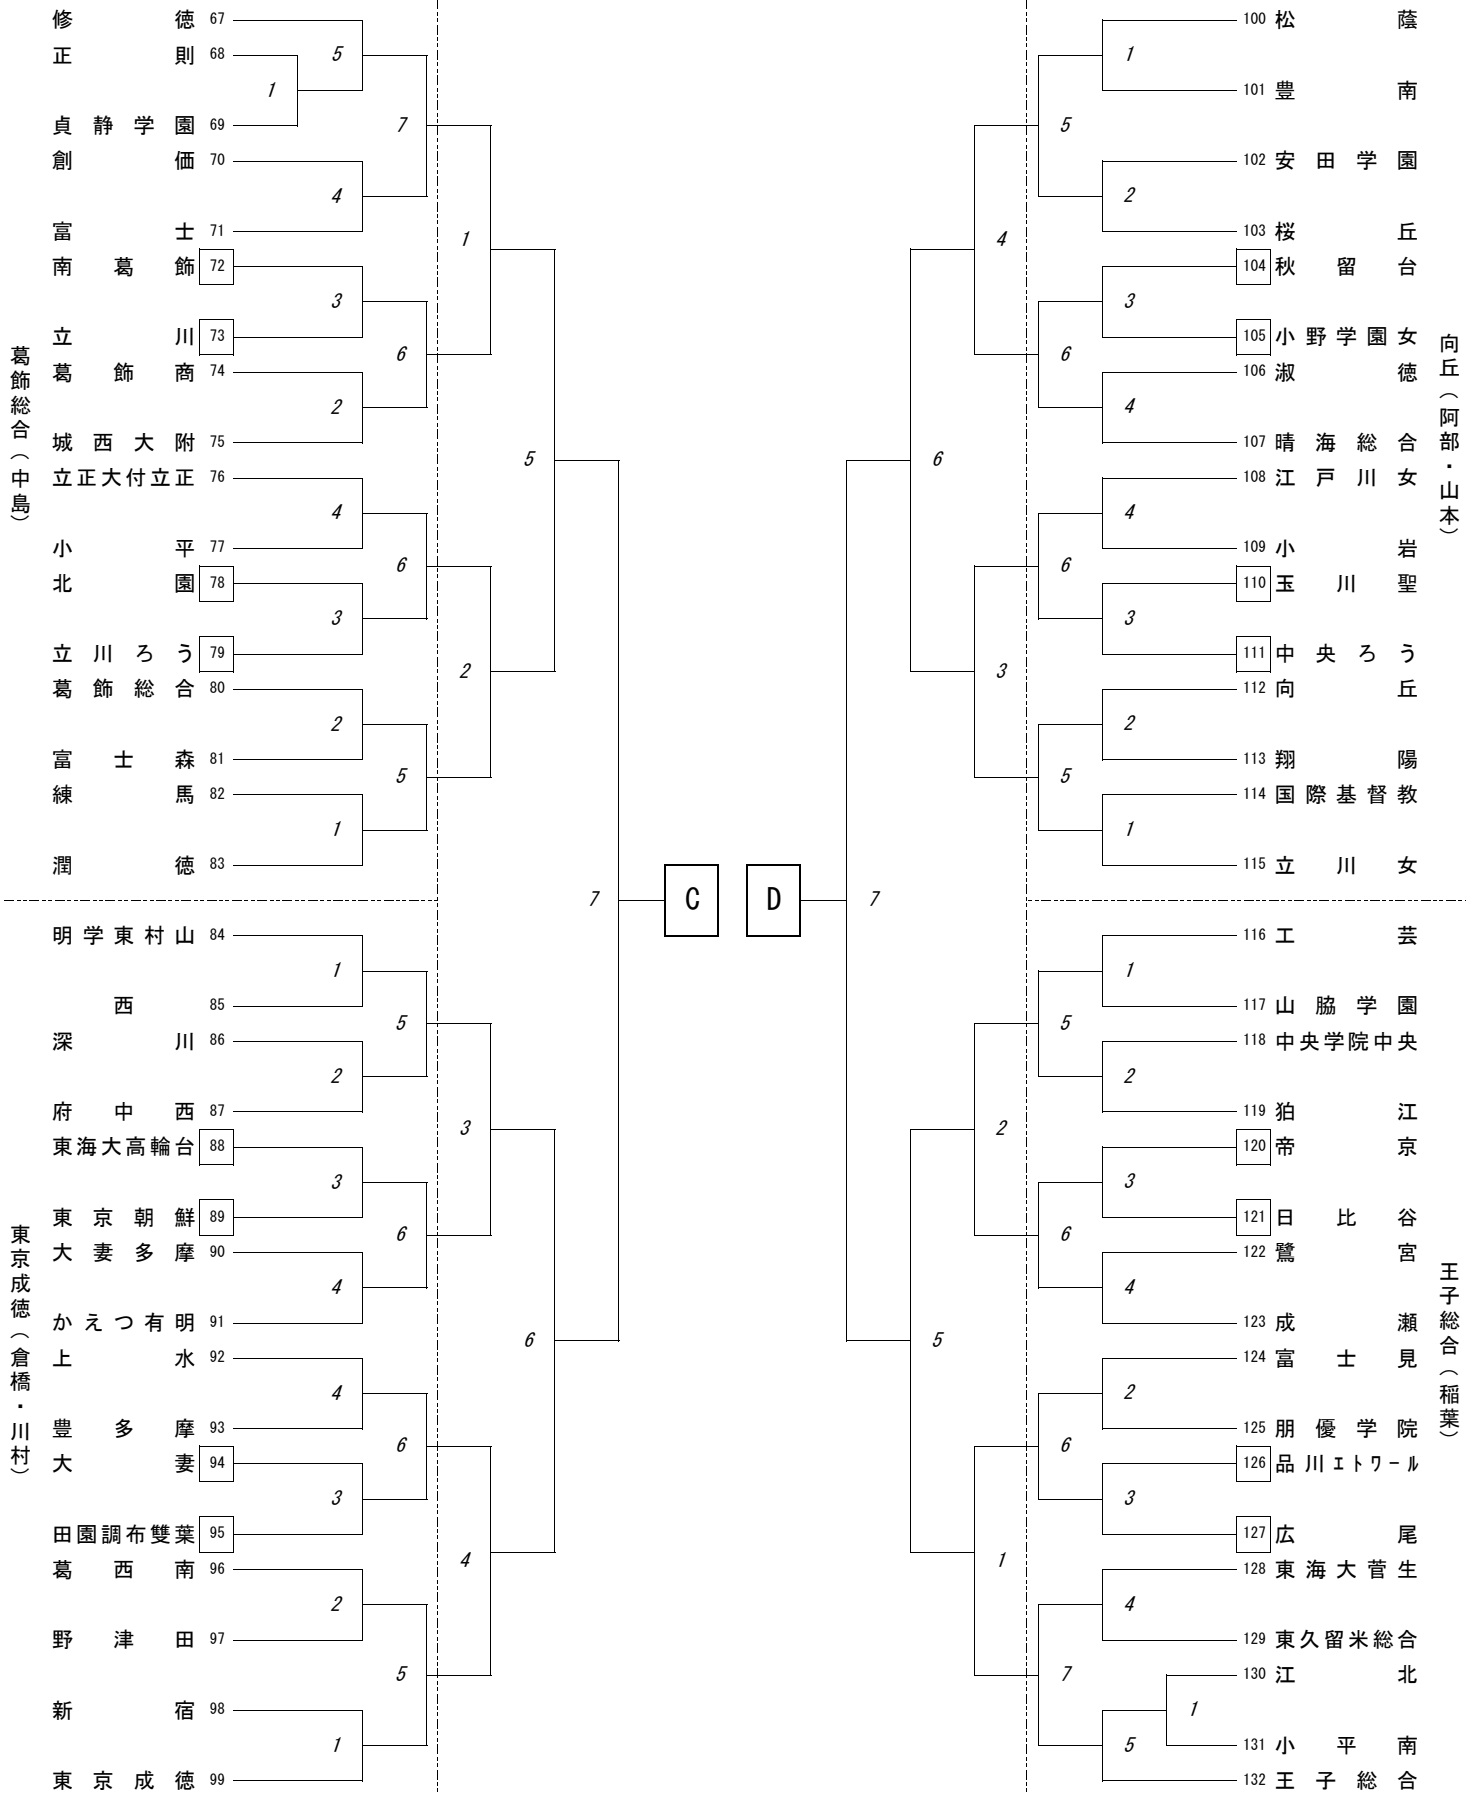 葛飾総合（中島）
修徳 67
正則 68
貞静学園 69
創価 70
富士 71
南葛飾 72
立川 73
葛飾商 74
城西大附 75
立正大付立正 76
小平 77
北園 78
立川ろう 79
葛飾総合 80
富士森 81
練馬 82
潤徳 83
5
1
4
3
2
4
3
2
1
7
6
6
5
1
2
5
東京成徳（倉橋・川村）
明学東村山 84
西 85
深川 86
府中西 87
東海大高輪台 88
東京朝鮮 89
大妻多摩 90
かえつ有明 91
上水 92
豊多摩 93
大妻 94
田園調布雙葉 95
葛西南 96
野津田 97
新宿 98
東京成徳 99
1
2
3
4
4
3
2
1
5
6
6
5
3
4
6
7
C
D
7
向丘（阿部・山本）
100 松蔭
101 豊南
102 安田学園
103 桜丘
104 秋留台
105 小野学園女
106 淑徳
107 晴海総合
108 江戸川女
109 小岩
110 玉川聖
111 中央ろう
112 向丘
113 翔陽
114 国際基督教
115 立川女
1
2
3
4
4
3
2
1
5
6
6
5
4
3
6
王子総合（稲葉）
116 工芸
117 山脇学園
118 中央学院中央
119 狛江
120 帝京
121 日比谷
122 鷺宮
123 成瀬
124 富士見
125 朋優学院
126 品川ｴﾄﾜｰﾙ
127 広尾
128 東海大菅生
129 東久留米総合
130 江北
131 小平南
132 王子総合
1
2
3
4
2
3
4
1
5
5
6
6
7
2
1
5